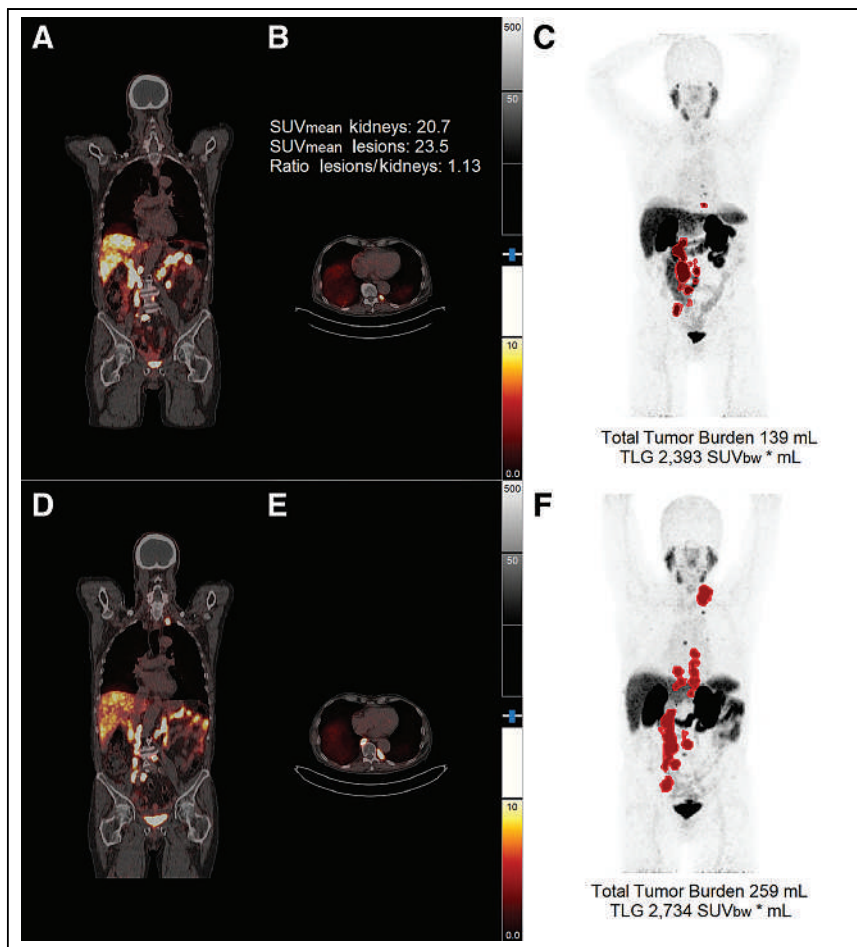 A
B
C
SUVmean kidneys: 20.7
SUVmean lesions: 23.5
Ratio lesions/kidneys: 1.13
500
50
10
0.0
Total Tumor Burden 139 mL
TLG 2,393 SUVbw * mL
D
E
F
500
50
10
0.0
Total Tumor Burden 259 mL
TLG 2,734 SUVbw * mL